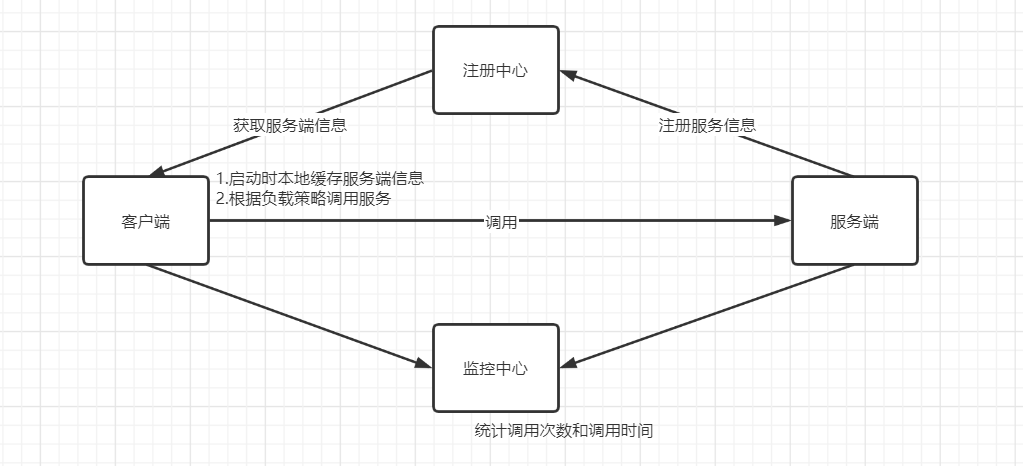 注册中心
获取服务端信息
注册服务信息
1.启动时本地缓存服务端信息
2.根据负载策略调用服务
客户端
调用
服务端
监控中心
统计调用次数和调用时间